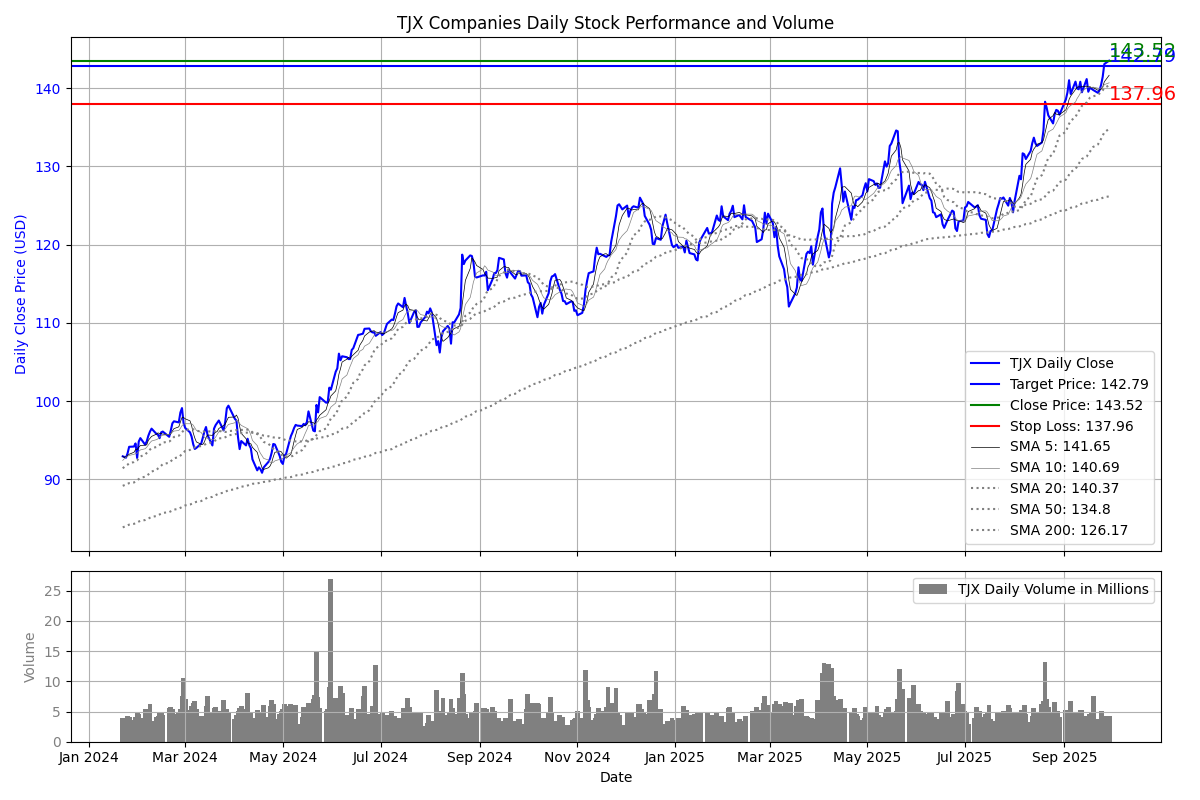 TJX Companies Daily Stock Performance and Volume
143.52
142.79
137.96
140
130
120
110
100
90
Daily Close Price (USD)
TJX Daily Close
Target Price: 142.79
Close Price: 143.52
Stop Loss: 137.96
SMA 5: 141.65
SMA 10: 140.69
SMA 20: 140.37
SMA 50: 134.8
SMA 200: 126.17
25
20
15
10
5
0
Volume
TJX Daily Volume in Millions
Jan 2024 Mar 2024 May 2024 Jul 2024 Sep 2024 Nov 2024 Jan 2025 Mar 2025 May 2025 Jul 2025 Sep 2025
Date